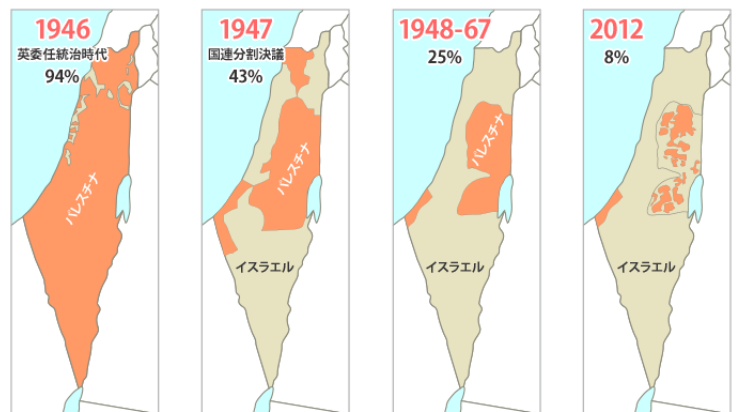 1946
英委任統治時代
94%
パレスチナ
1947
国連分割決議
43%
パレスチナ
イスラエル
1948-67
25%
パレスチナ
イスラエル
2012
8%
イスラエル